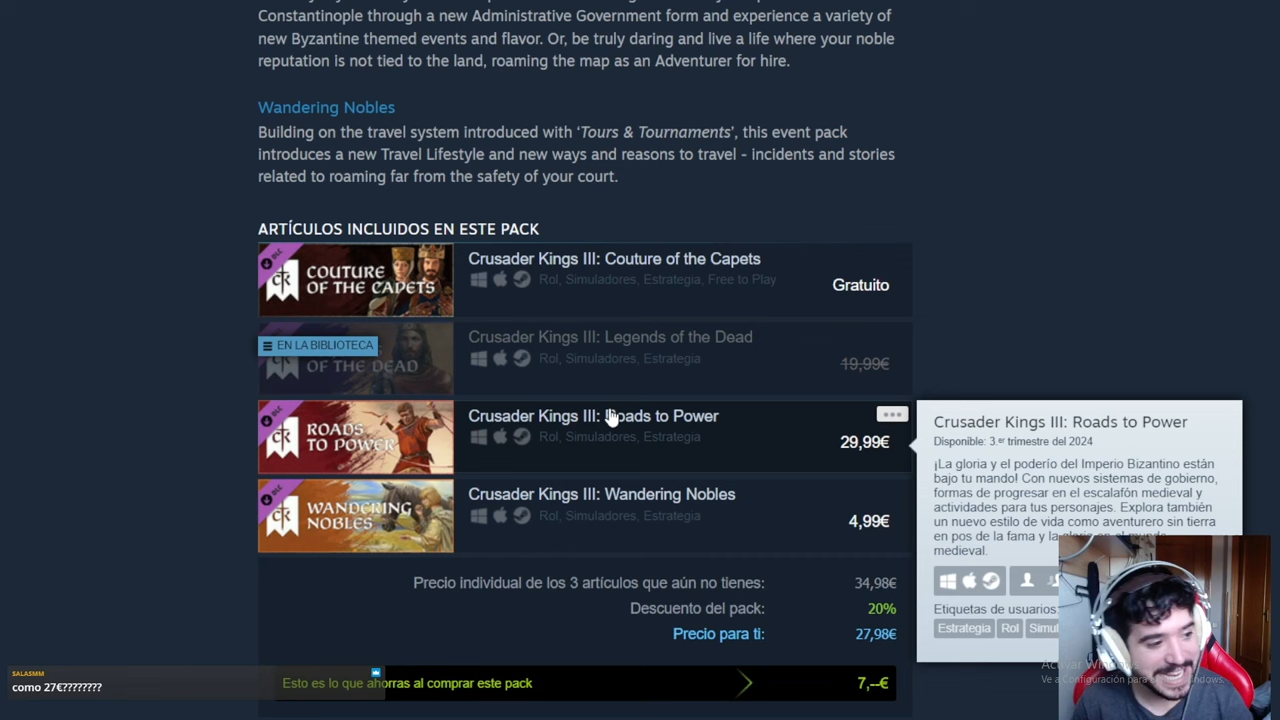 Constantinople through a new Administrative Government form and experience a variety of
new Byzantine themed events and flavor. Or, be truly daring and live a life where your noble
reputation is not tied to the land, roaming the map as an Adventurer for hire.
Wandering Nobles
Building on the travel system introduced with ‘Tours & Tournaments’, this event pack
introduces a new Travel Lifestyle and new ways and reasons to travel - incidents and stories
related to roaming far from the safety of your court.
ARTÍCULOS INCLUIDOS EN ESTE PACK
COUTURE
OF THE CAPETS
Crusader Kings III: Couture of the Capets
Rol, Simuladores, Estrategia, Free to Play
Gratuito
EN LA BIBLIOTECA
OF THE DEAD
Crusader Kings III: Legends of the Dead
Rol, Simuladores, Estrategia
19,99€
ROADS
TO POWER
Crusader Kings III: Roads to Power
Rol, Simuladores, Estrategia
29,99€
WANDERING
NOBLES
Crusader Kings III: Wandering Nobles
Rol, Simuladores, Estrategia
4,99€
Precio individual de los 3 artículos que aún no tienes: 34,98€
Descuento del pack: 20%
Precio para ti: 27,98€
Esto es lo que ahorras al comprar este pack 7,--€
Crusader Kings III: Roads to Power
Disponible: 3.er trimestre del 2024
¡La gloria y el poderío del Imperio Bizantino están
bajo tu mando! Con nuevos sistemas de gobierno,
formas de progresar en el escalafón medieval y
actividades para tus personajes. Explora también
un nuevo estilo de vida como aventurero sin tierra
en pos de la fama y la gloria en el mundo
medieval.
Etiquetas de usuarios:
Estrategia Rol Simul
Activar Windows
Ve a Configuración para Windows.
SALASMM
como 27€????????